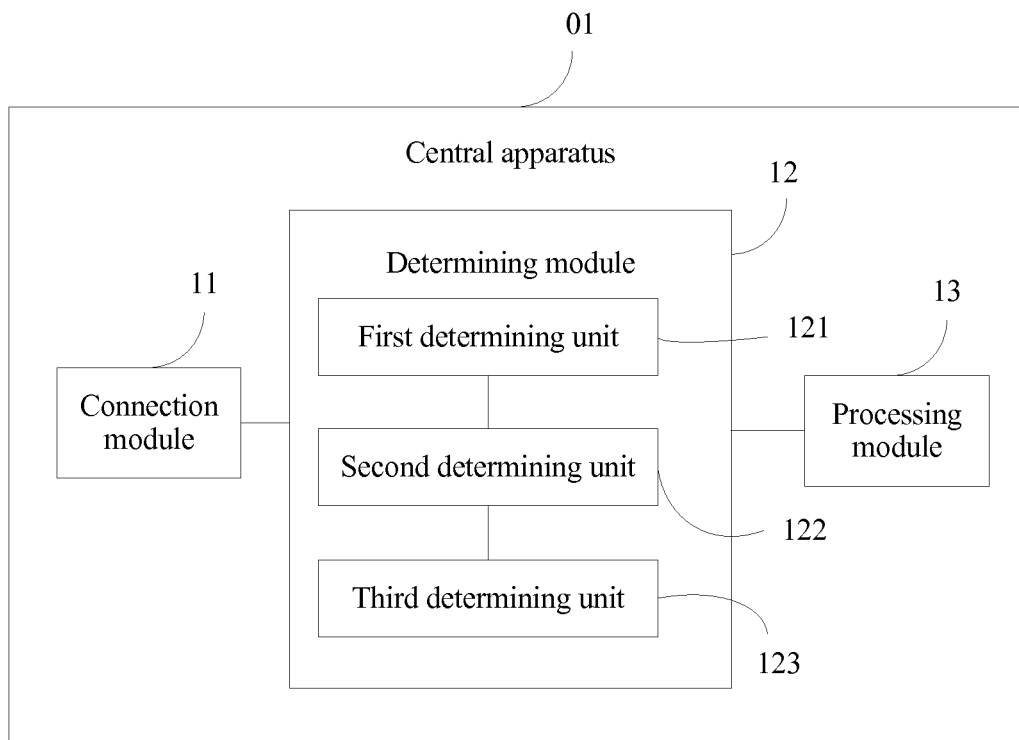 01
Central apparatus
12
Determining module
11
13
First determining unit
121
Connection
module
Processing
module
Second determining unit
122
Third determining unit
123